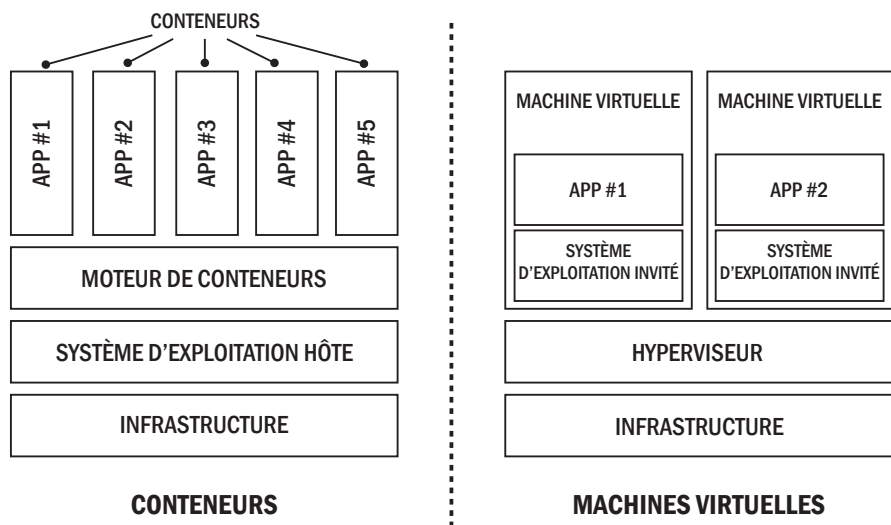 CONTENEURS
APP #1
APP #2
APP #3
APP #4
APP #5
MOTEUR DE CONTENEURS
SYSTÈME D'EXPLOITATION HÔTE
INFRASTRUCTURE
CONTENEURS
MACHINE VIRTUELLE
APP #1
SYSTÈME
D'EXPLOITATION INVITÉ
MACHINE VIRTUELLE
APP #2
SYSTÈME
D'EXPLOITATION INVITÉ
HYPERVISEUR
INFRASTRUCTURE
MACHINES VIRTUELLES